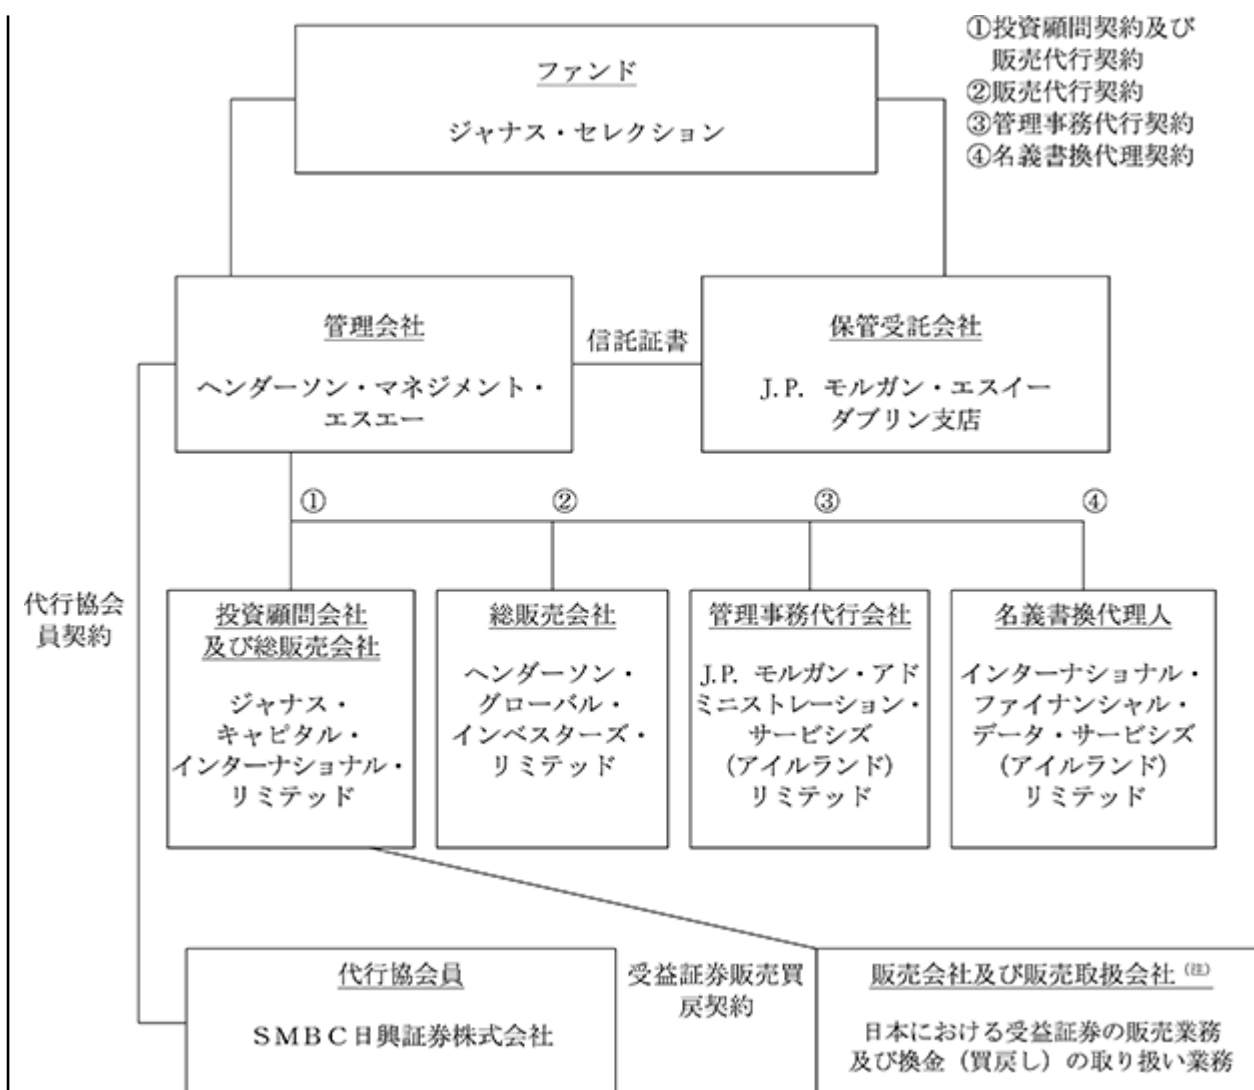 ①投資顧問契約及び
販売代行契約
②販売代行契約
③管理事務代行契約
④名義書換代理契約
ファンド
ジャナス・セレクション
管理会社
ヘンダーソン・マネジメント・
エスエー
信託証書
保管受託会社
J.P. モルガン・エスイー
ダブリン支店
①
②
③
④
代行協会
員契約
投資顧問会社
及び総販売会社
ジャナス・
キャピタル・
インターナショナル・
リミテッド
総販売会社
ヘンダーソン・
グローバル・
インベスターズ・
リミテッド
管理事務代行会社
J.P. モルガン・アド
ミニストレーション・
サービシズ
(アイルランド)
リミテッド
名義書換代理人
インターナショナル・
ファイナンシャル・
データ・サービシズ
(アイルランド)
リミテッド
代行協会員
SMBC日興証券株式会社
受益証券販売買
戻契約
販売会社及び販売取扱会社(注)
日本における受益証券の販売業務
及び換金(買戻し)の取り扱い業務